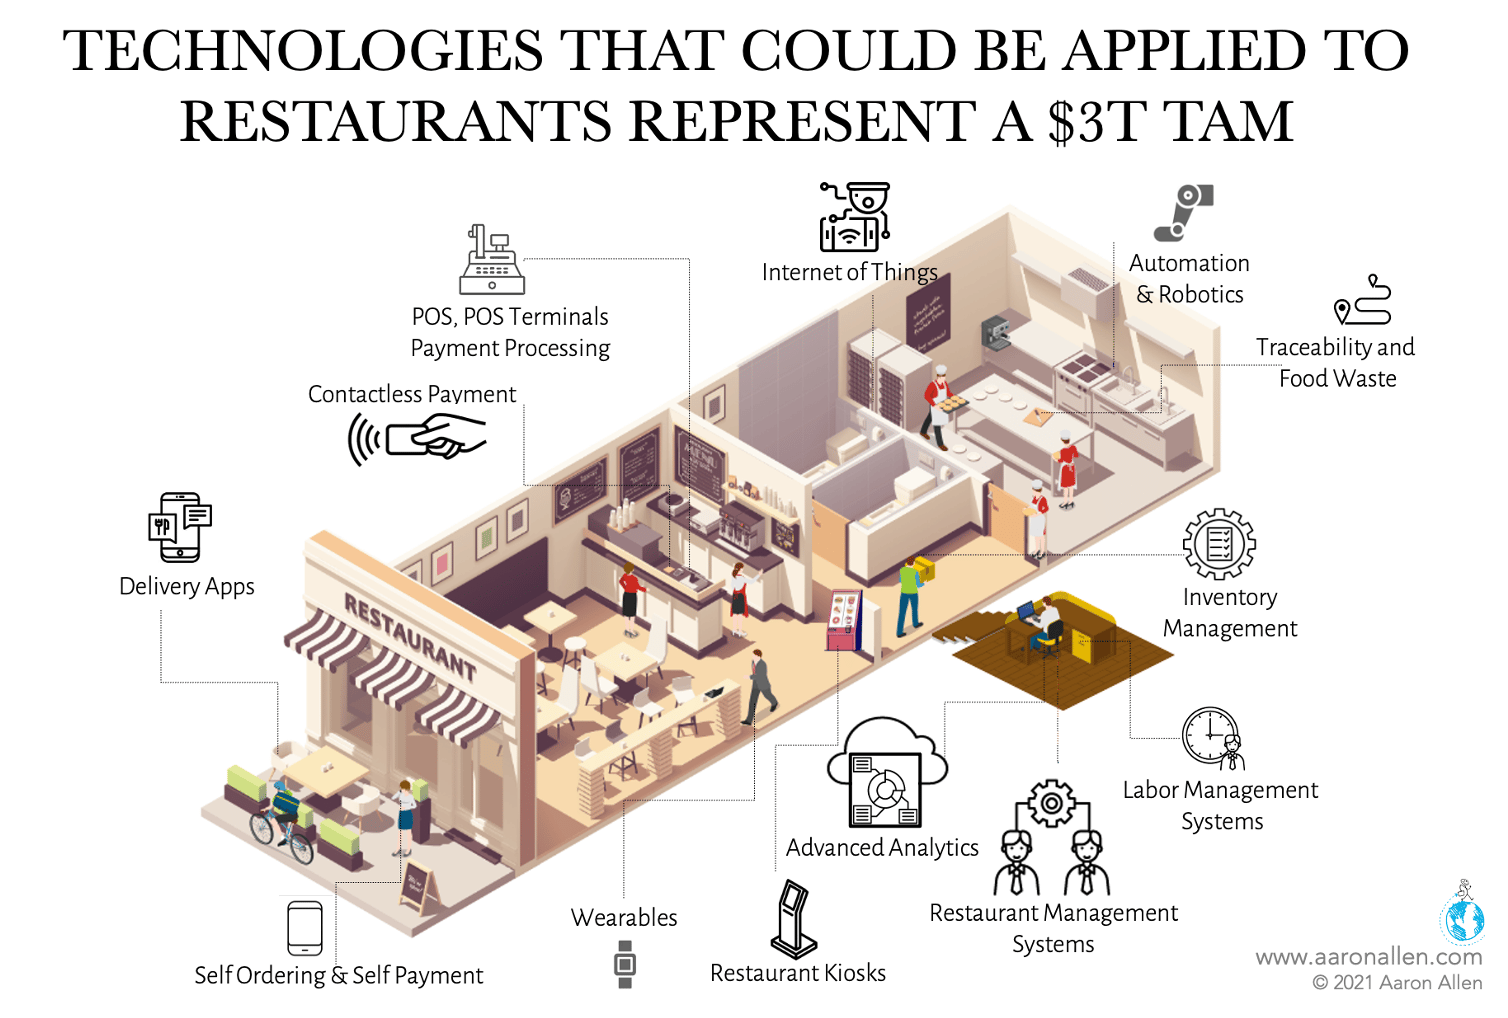 TECHNOLOGIES THAT COULD BE APPLIED TO
RESTAURANTS REPRESENT A $3T TAM
Internet of Things
Automation
& Robotics
POS, POS Terminals
Payment Processing
Traceability and
Food Waste
Contactless Payment
Delivery Apps
RESTAURANT
Inventory
Management
Labor Management
Systems
Advanced Analytics
Restaurant Management
Systems
Wearables
Restaurant Kiosks
Self Ordering & Self Payment
www.aaronallen.com
© 2021 Aaron Allen